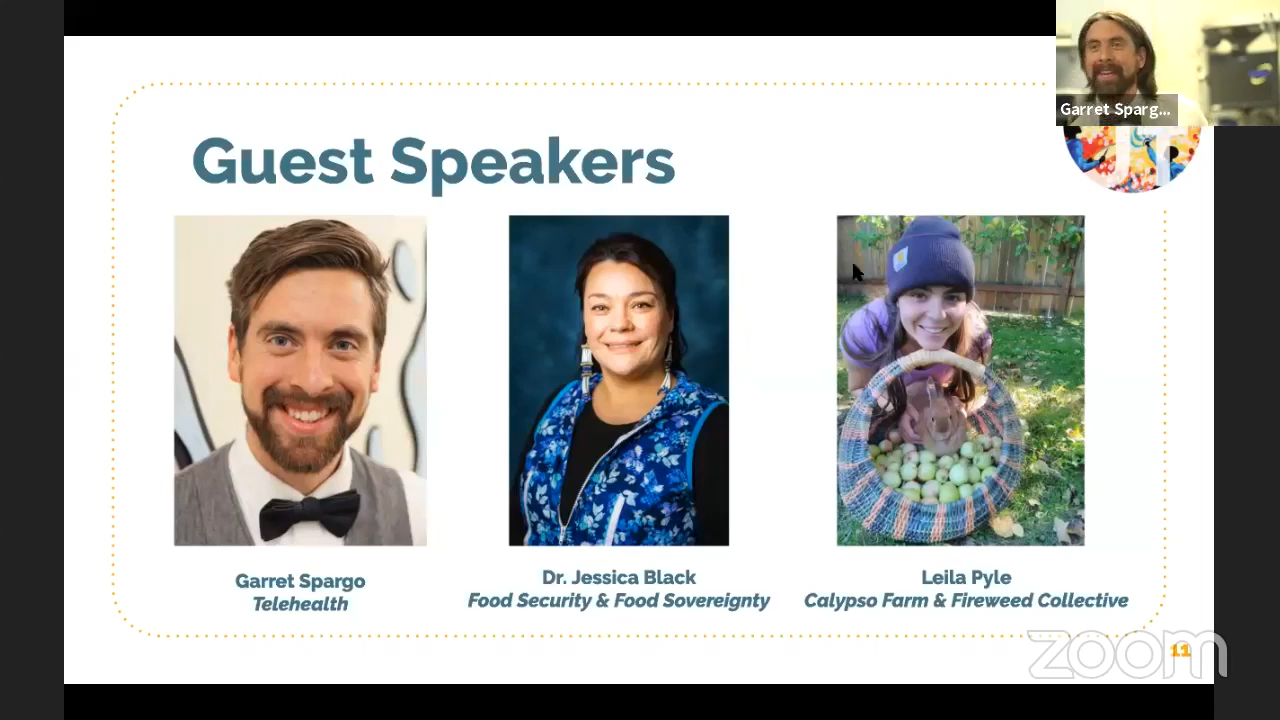 Guest Speakers
Garret Sparg...
Garret Spargo
Telehealth
Dr. Jessica Black
Food Security & Food Sovereignty
Leila Pyle
Calypso Farm & Fireweed Collective
zoom
11